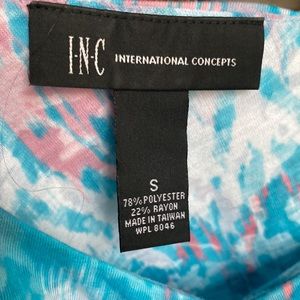 I·N·C INTERNATIONAL CONCEPTS
S
78% POLYESTER
22% RAYON
MADE IN TAIWAN
WPL 8046